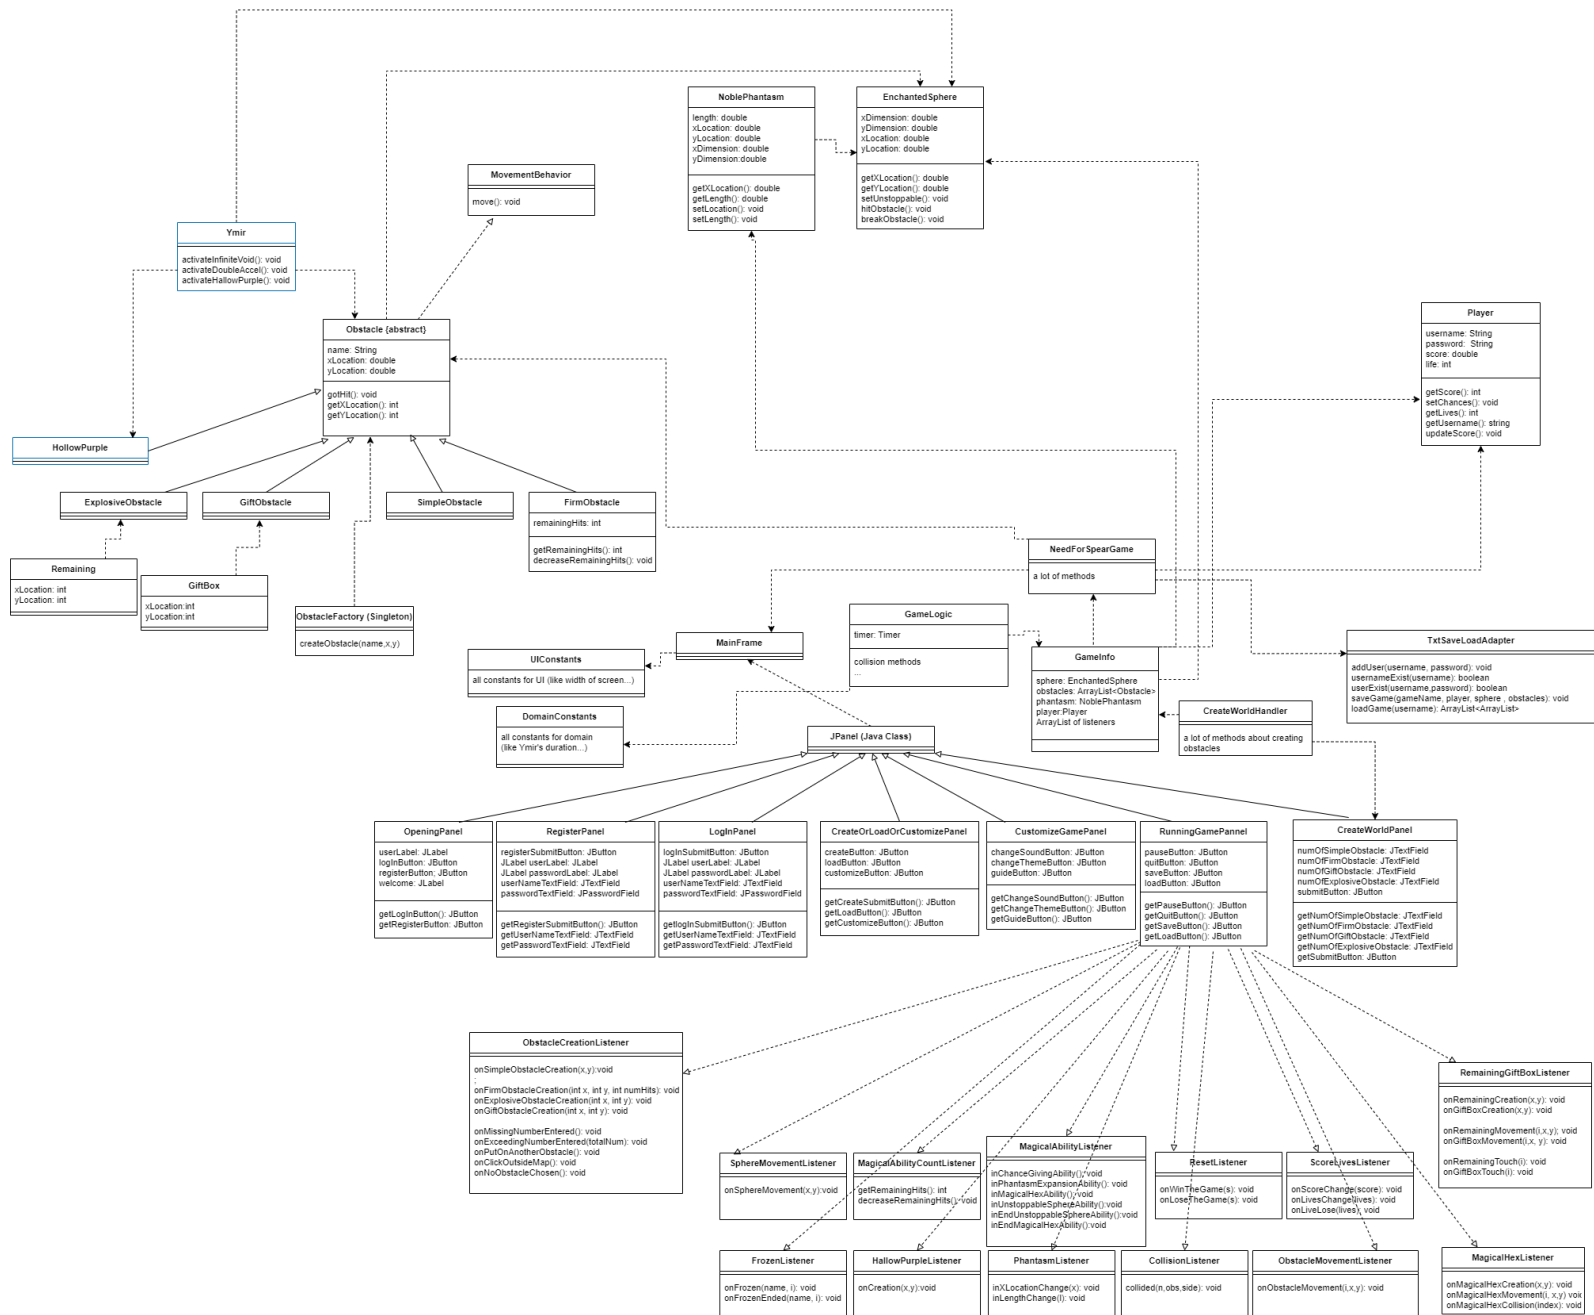 NoblePhantasm
length: double
xLocation: double
yLocation: double
xDimension: double
yDimension:double
getXLocation(): double
getLength(): double
setLocation(): void
setLength(): void
EnchantedSphere
xDimension: double
yDimension: double
xLocation: double
yLocation: double
getXLocation(): double
getYLocation(): double
setUnstoppable(): void
hitObstacle(): void
breakObstacle(): void
MovementBehavior
move(): void
Ymir
activateInfiniteVoid(): void
activateDoubleAccel(): void
activateHallowPurple(): void
Obstacle {abstract}
name: String
xLocation: double
yLocation: double
gotHit(): void
getXLocation(): int
getYLocation(): int
Player
username: String
password:  String
score: double
life: int
getScore(): int
setChances(): void
getLives(): int
getUsername(): string
updateScore(): void
HollowPurple
ExplosiveObstacle
GiftObstacle
SimpleObstacle
FirmObstacle
remainingHits: int
getRemainingHits(): int
decreaseRemainingHits(): void
Remaining
xLocation: int
yLocation: int
GiftBox
xLocation:int
yLocation:int
ObstacleFactory (Singleton)
createObstacle(name,x,y)
NeedForSpearGame
a lot of methods
GameLogic
timer: Timer
collision methods
...
MainFrame
UIConstants
all constants for UI (like width of screen...)
DomainConstants
all constants for domain
(like Ymir's duration...)
GameInfo
sphere: EnchantedSphere
obstacles: ArrayList<Obstacle>
phantasm: NoblePhantasm
player:Player
ArrayList of listeners
TxtSaveLoadAdapter
addUser(username, password): void
usernameExist(username): boolean
userExist(username,password): boolean
saveGame(gameName, player, sphere , obstacles): void
loadGame(username): ArrayList<ArrayList>
CreateWorldHandler
a lot of methods about creating
obstacles
JPanel (Java Class)
OpeningPanel
userLabel: JLabel
logInButton: JButton
registerButton: JButton
welcome: JLabel
getLogInButton(): JButton
getRegisterButton: JButton
RegisterPanel
registerSubmitButton: JButton
JLabel userLabel: JLabel
JLabel passwordLabel: JLabel
userNameTextField: JTextField
passwordTextField: JPasswordField
getRegisterSubmitButton(): JButton
getUserNameTextField: JTextField
getPasswordTextField: JTextField
LogInPanel
logInSubmitButton: JButton
JLabel userLabel: JLabel
JLabel passwordLabel: JLabel
userNameTextField: JTextField
passwordTextField: JPasswordField
getlogInSubmitButton(): JButton
getUserNameTextField: JTextField
getPasswordTextField: JTextField
CreateOrLoadOrCustomizePanel
createButton: JButton
loadButton: JButton
customizeButton: JButton
getCreateSubmitButton(): JButton
getLoadButton(): JButton
getCustomizeButton(): JButton
CustomizeGamePanel
changeSoundButton: JButton
changeThemeButton: JButton
guideButton: JButton
getChangeSoundButton(): JButton
getChangeThemeButton(): JButton
getGuideButton(): JButton
RunningGamePannel
pauseButton: JButton
quitButton: JButton
saveButton: JButton
loadButton: JButton
getPauseButton(): JButton
getQuitButton(): JButton
getSaveButton(): JButton
getLoadButton(): JButton
CreateWorldPanel
numOfSimpleObstacle: JTextField
numOfFirmObstacle: JTextField
numOfGiftObstacle: JTextField
numOfExplosiveObstacle: JTextField
submitButton: JButton
getNumOfSimpleObstacle: JTextField
getNumOfFirmObstacle: JTextField
getNumOfGiftObstacle: JTextField
getNumOfExplosiveObstacle: JTextField
getSubmitButton: JButton
ObstacleCreationListener
onSimpleObstacleCreation(x,y):void
;
onFirmObstacleCreation(int x, int y, int numHits): void
onExplosiveObstacleCreation(int x, int y): void
onGiftObstacleCreation(int x, int y): void
onMissingNumberEntered(): void
onExceedingNumberEntered(totalNum): void
onPutOnAnotherObstacle(): void
onClickOutsideMap(): void
onNoObstacleChosen(): void
RemainingGiftBoxListener
onRemainingCreation(x,y): void
onGiftBoxCreation(x,y): void
onRemainingMovement(i,x,y): void
onGiftBoxMovement(i,x, y): void
onRemainingTouch(i): void
onGiftBoxTouch(i): void
SphereMovementListener
onSphereMovement(x,y):void
MagicalAbilityCountListener
getRemainingHits(): int
decreaseRemainingHits(): void
MagicalAbilityListener
inChanceGivingAbility():void
inPhantasmExpansionAbility(): void
inMagicalHexAbility(): void
inUnstoppableSphereAbility():void
inEndUnstoppableSphereAbility():void
inEndMagicalHexAbility():void
ResetListener
onWinTheGame(s): void
onLoseTheGame(s): void
ScoreLivesListener
onScoreChange(score): void
onLivesChange(lives): void
onLiveLose(lives): void
FrozenListener
onFrozen(name, i): void
onFrozenEnded(name, i): void
HallowPurpleListener
onCreation(x,y):void
PhantasmListener
inXLocationChange(x): void
inLengthChange(l): void
CollisionListener
collided(n,obs,side): void
ObstacleMovementListener
onObstacleMovement(i,x,y): void
MagicalHexListener
onMagicalHexCreation(x,y): void
onMagicalHexMovement(i, x,y) void
onMagicalHexCollision(index): void